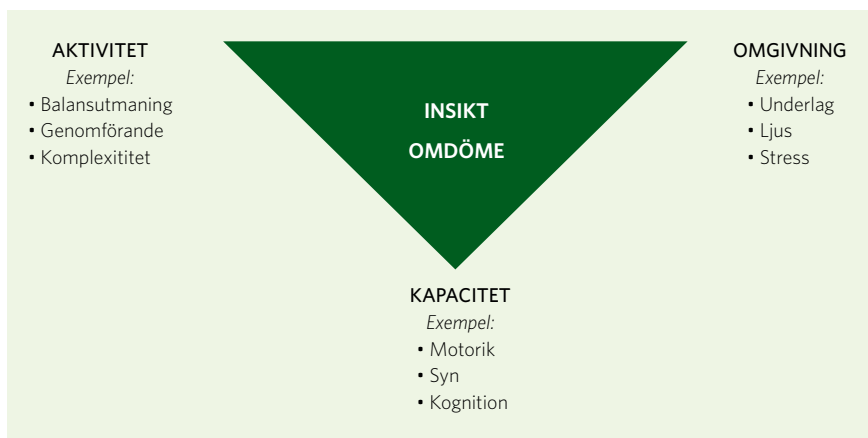 AKTIVITET
Exempel:
• Balansutmaning
• Genomförande
• Komplexititet
INSIKT
OMDÖME
OMGIVNING
Exempel:
• Underlag
• Ljus
• Stress
KAPACITET
Exempel:
• Motorik
• Syn
• Kognition